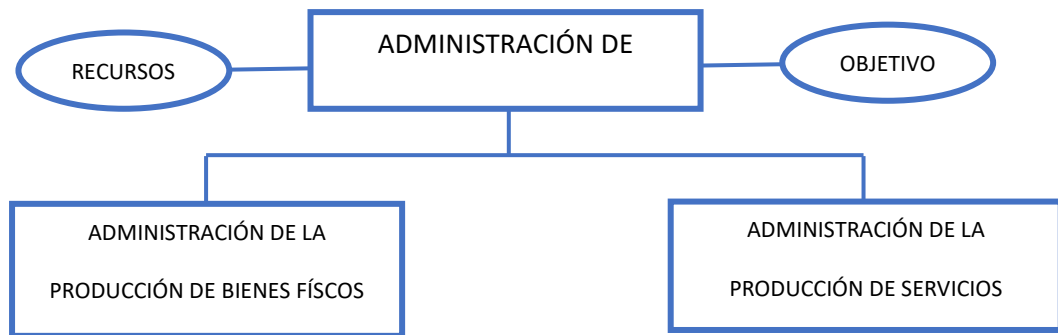 ADMINISTRACIÓN DE
RECURSOS
OBJETIVO
ADMINISTRACIÓN DE LA
PRODUCCIÓN DE BIENES FÍSCOS
ADMINISTRACIÓN DE LA
PRODUCCIÓN DE SERVICIOS